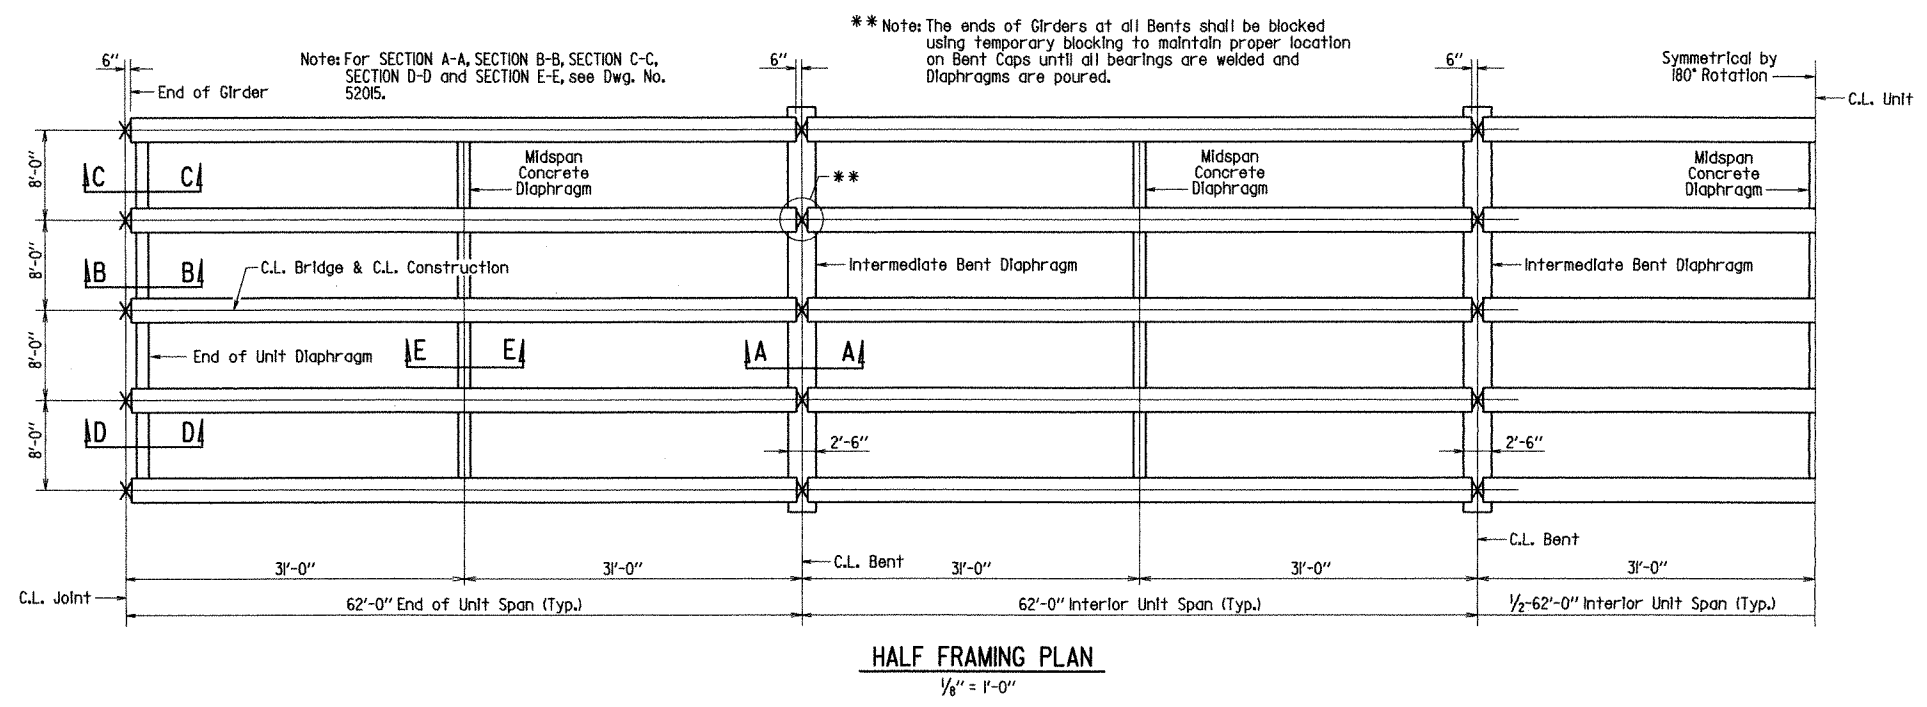 ** Note: The ends of Girders at all Bents shall be blocked
using temporary blocking to maintain proper location
on Bent Caps until all bearings are welded and
Diaphragms are poured.
6"
Note: For SECTION A-A, SECTION B-B, SECTION C-C,
SECTION D-D and SECTION E-E, see Dwg. No.
52015.
6"
6"
Symmetrical by
180° Rotation
End of Girder
C.L. Unit
8'-0"
C C
Midspan
Concrete
Diaphragm
**
Midspan
Concrete
Diaphragm
Midspan
Concrete
Diaphragm
8'-0"
B B
C.L. Bridge & C.L. Construction
Intermediate Bent Diaphragm
Intermediate Bent Diaphragm
8'-0"
End of Unit Diaphragm
E E
A A
8'-0"
D D
2'-6"
2'-6"
C.L. Bent
C.L. Bent
31'-0"
31'-0"
31'-0"
31'-0"
31'-0"
C.L. Joint
62'-0" End of Unit Span (Typ.)
62'-0" Interior Unit Span (Typ.)
1/2-62'-0" Interior Unit Span (Typ.)
HALF FRAMING PLAN
1/8" = 1'-0"